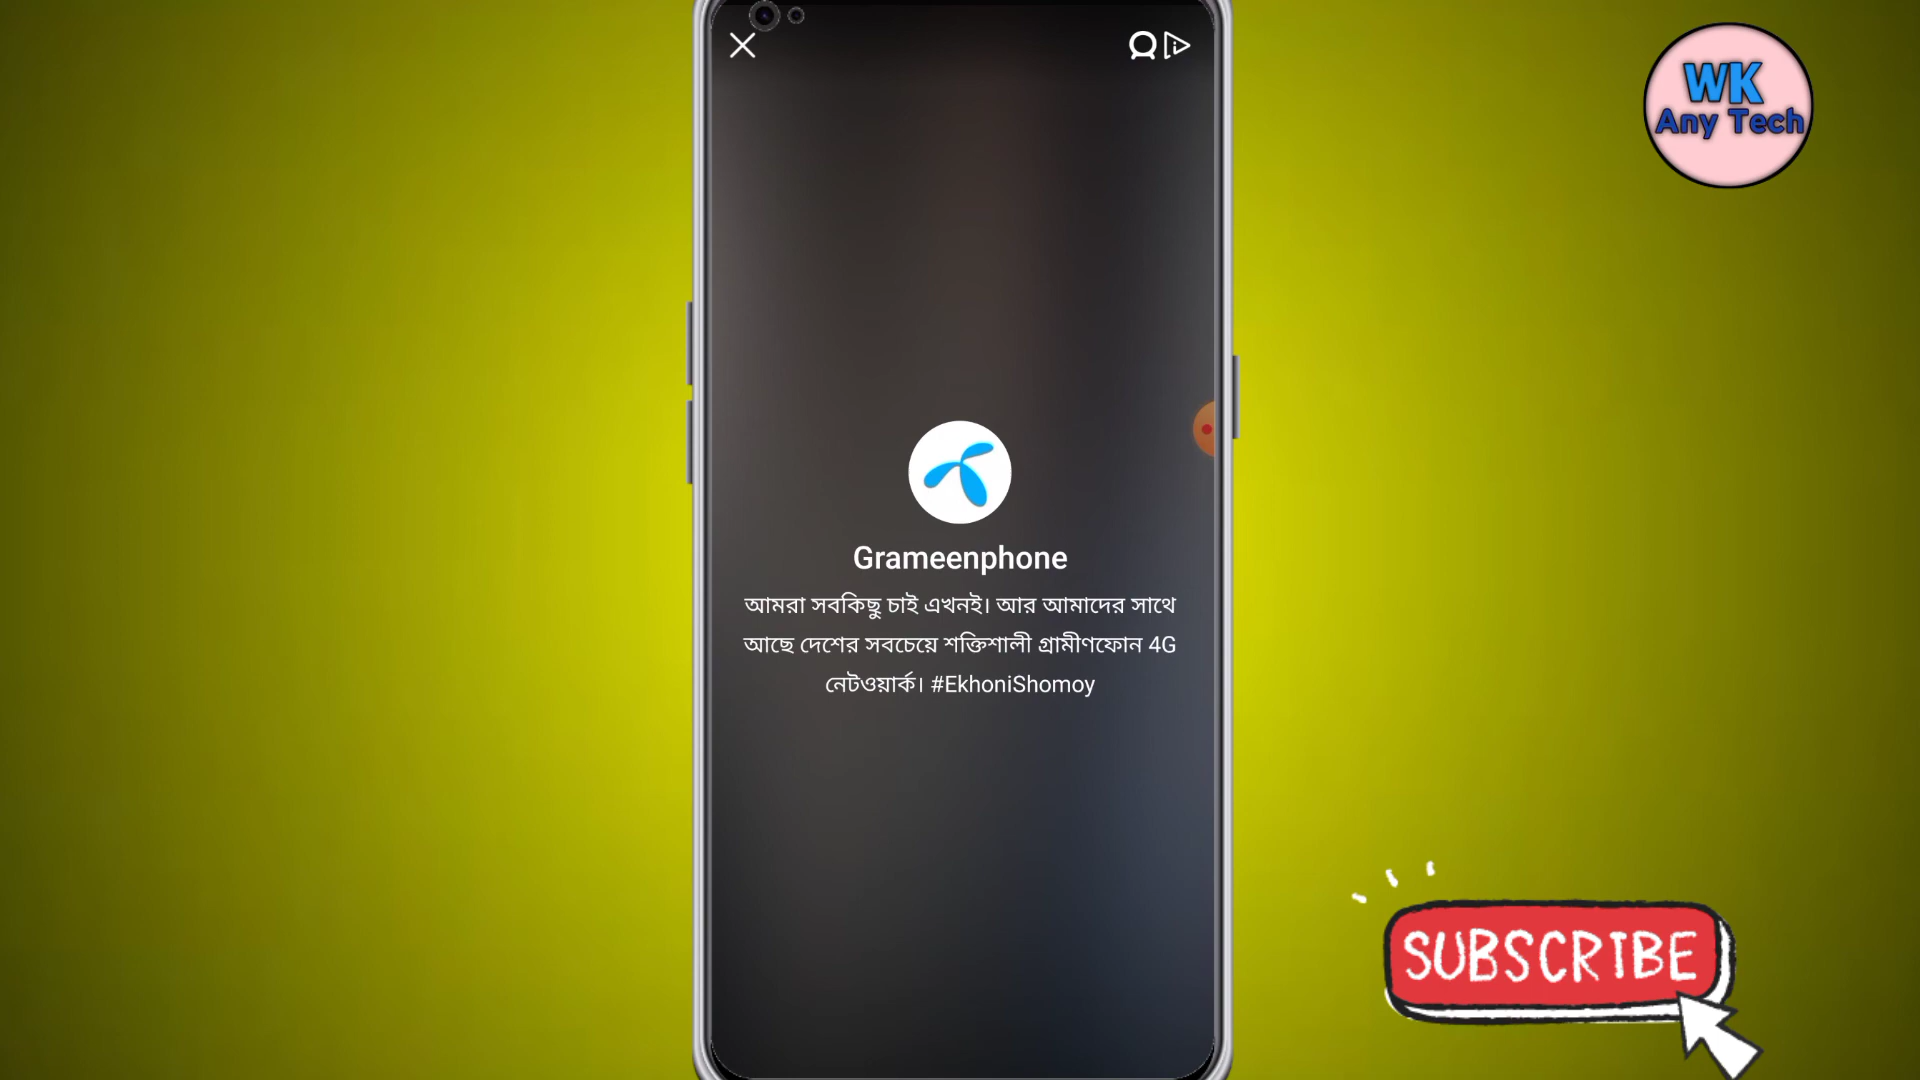 WK
Any Tech
Grameenphone
আমরা সবকিছু চাই এখনই। আর আমাদের সাথে
আছে দেশের সবচেয়ে শক্তিশালী গ্রামীণফোন 4G
নেটওয়ার্ক। #EkhoniShomoy
SUBSCRIBE